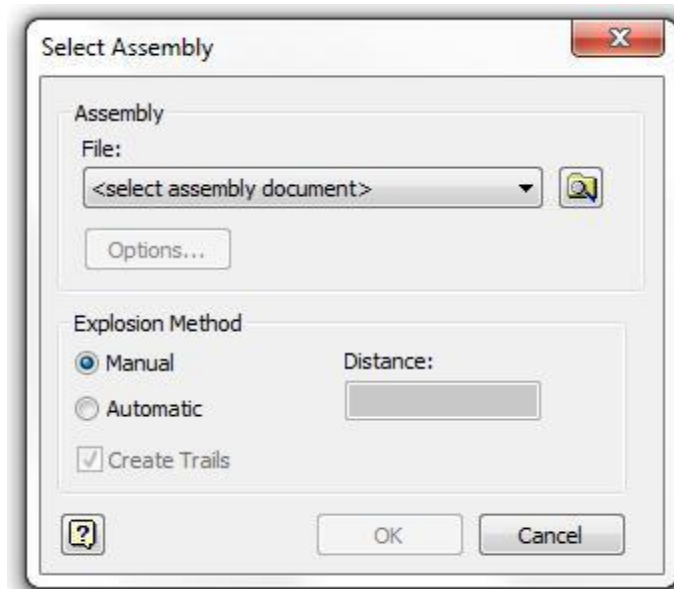 Select Assembly
Assembly
File:
<select assembly document>
Options...
Explosion Method
Manual
Distance:
Automatic
Create Trails
OK
Cancel